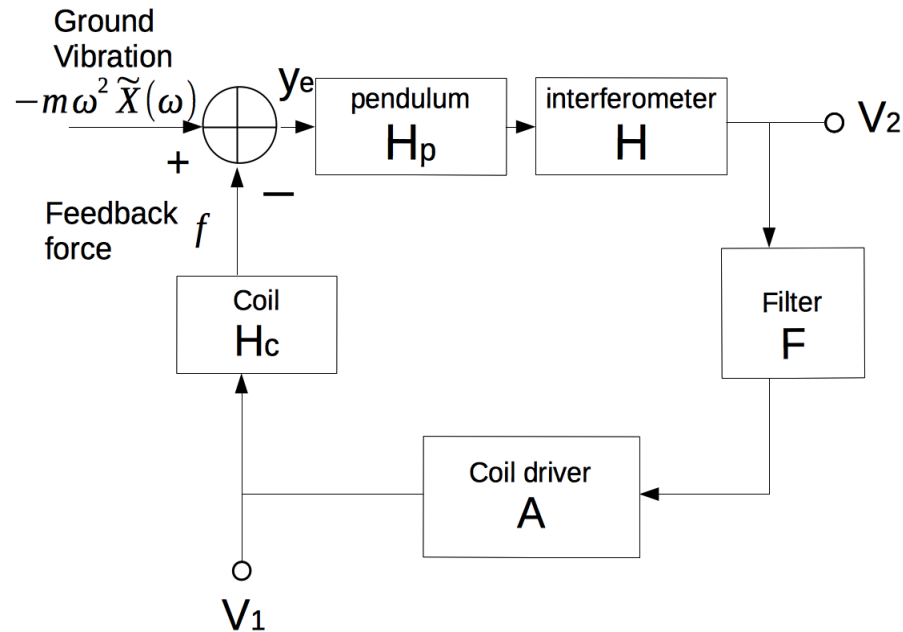 Ground
Vibration
−mω² X̃(ω)
+
−
yₑ
pendulum
Hp
interferometer
H
V₂
Feedback
force f
Coil
Hc
Filter
F
Coil driver
A
V₁